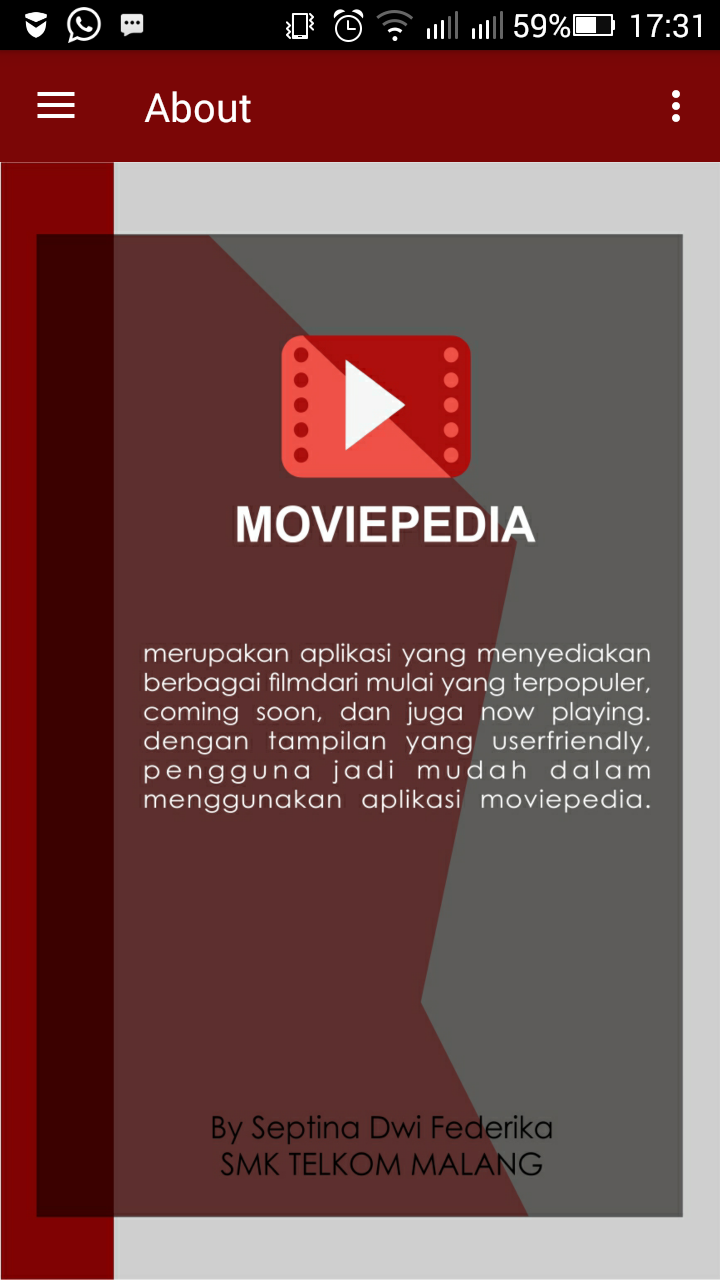 59% 17:31
About
MOVIEPEDIA
merupakan aplikasi yang menyediakan
berbagai filmdari mulai yang terpopuler,
coming soon, dan juga now playing.
dengan tampilan yang userfriendly,
pengguna jadi mudah dalam
menggunakan aplikasi moviepedia.
By Septina Dwi Federika
SMK TELKOM MALANG